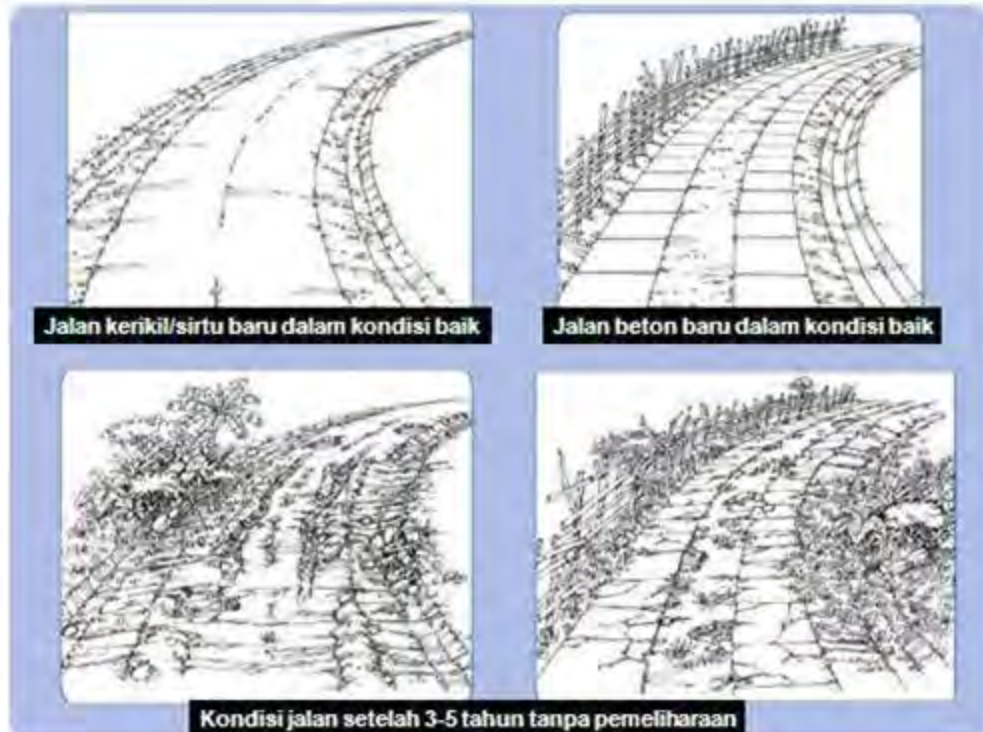 Jalan kerikil/sirtu baru dalam kondisi baik
Jalan beton baru dalam kondisi baik
Kondisi jalan setelah 3-5 tahun tanpa pemeliharaan